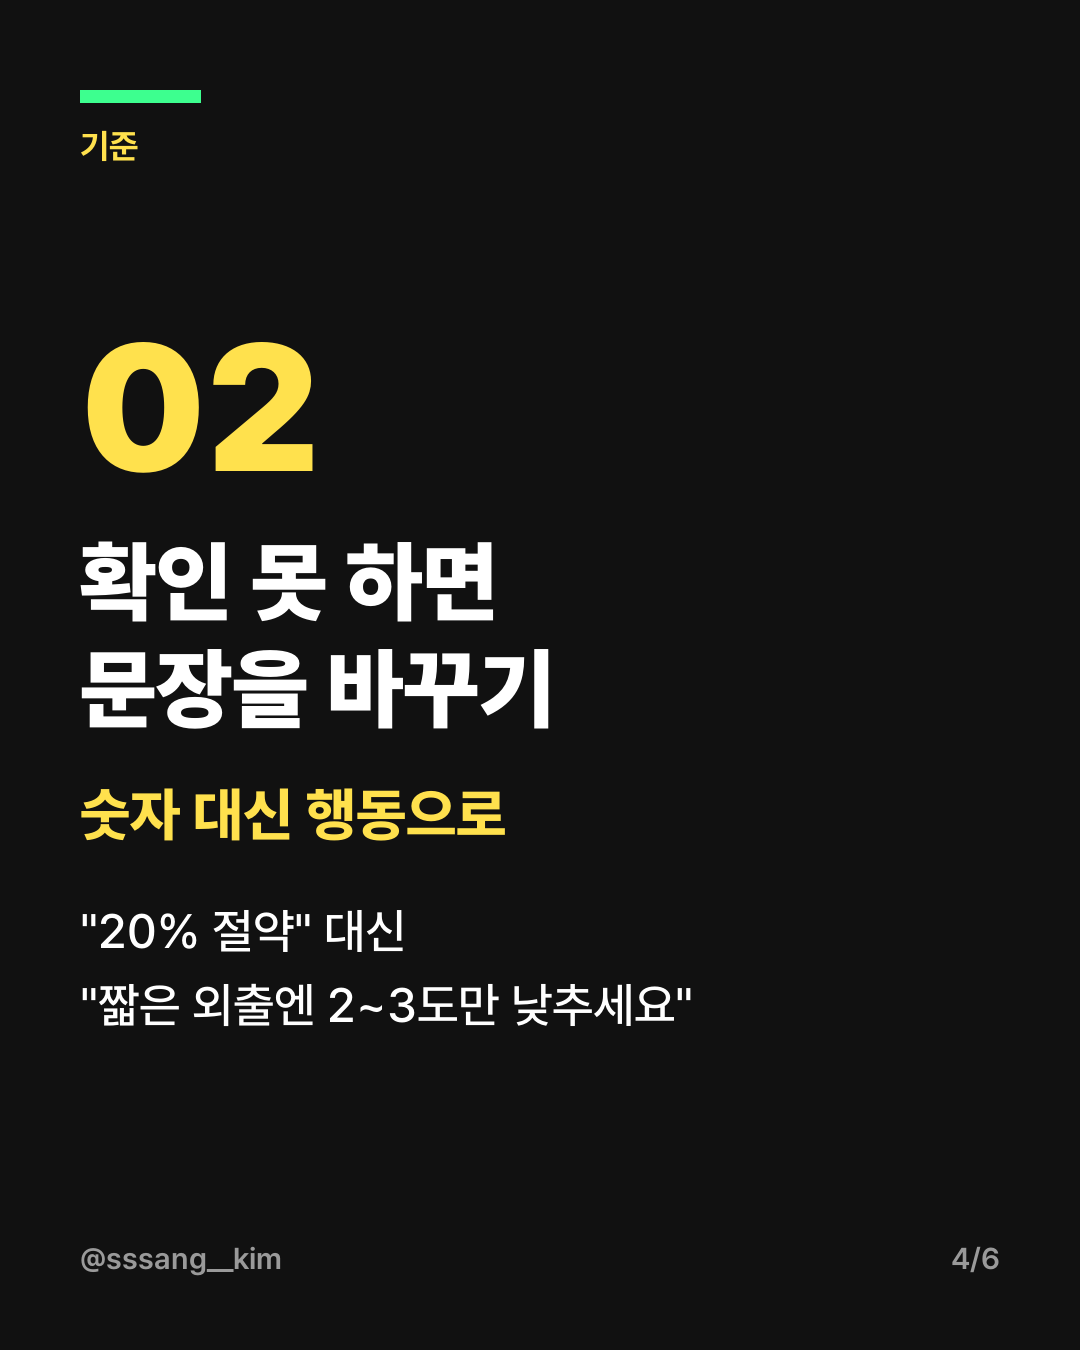 기준
02
확인 못 하면
문장을 바꾸기
숫자 대신 행동으로
"20% 절약" 대신
"짧은 외출엔 2~3도만 낮추세요"
@sssang__kim
4/6